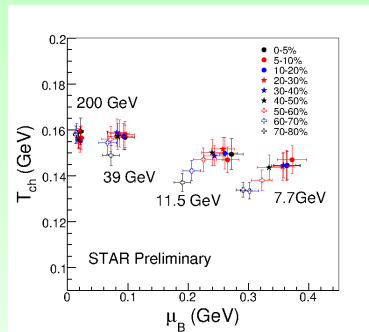 0.2
0.18
0.16
0.14
0.12
0.1
T_ch (GeV)
0-5%
5-10%
10-20%
20-30%
30-40%
40-50%
50-60%
60-70%
70-80%
200 GeV
39 GeV
11.5 GeV
7.7GeV
STAR Preliminary
0 0.1 0.2 0.3 0.4
μ_B (GeV)